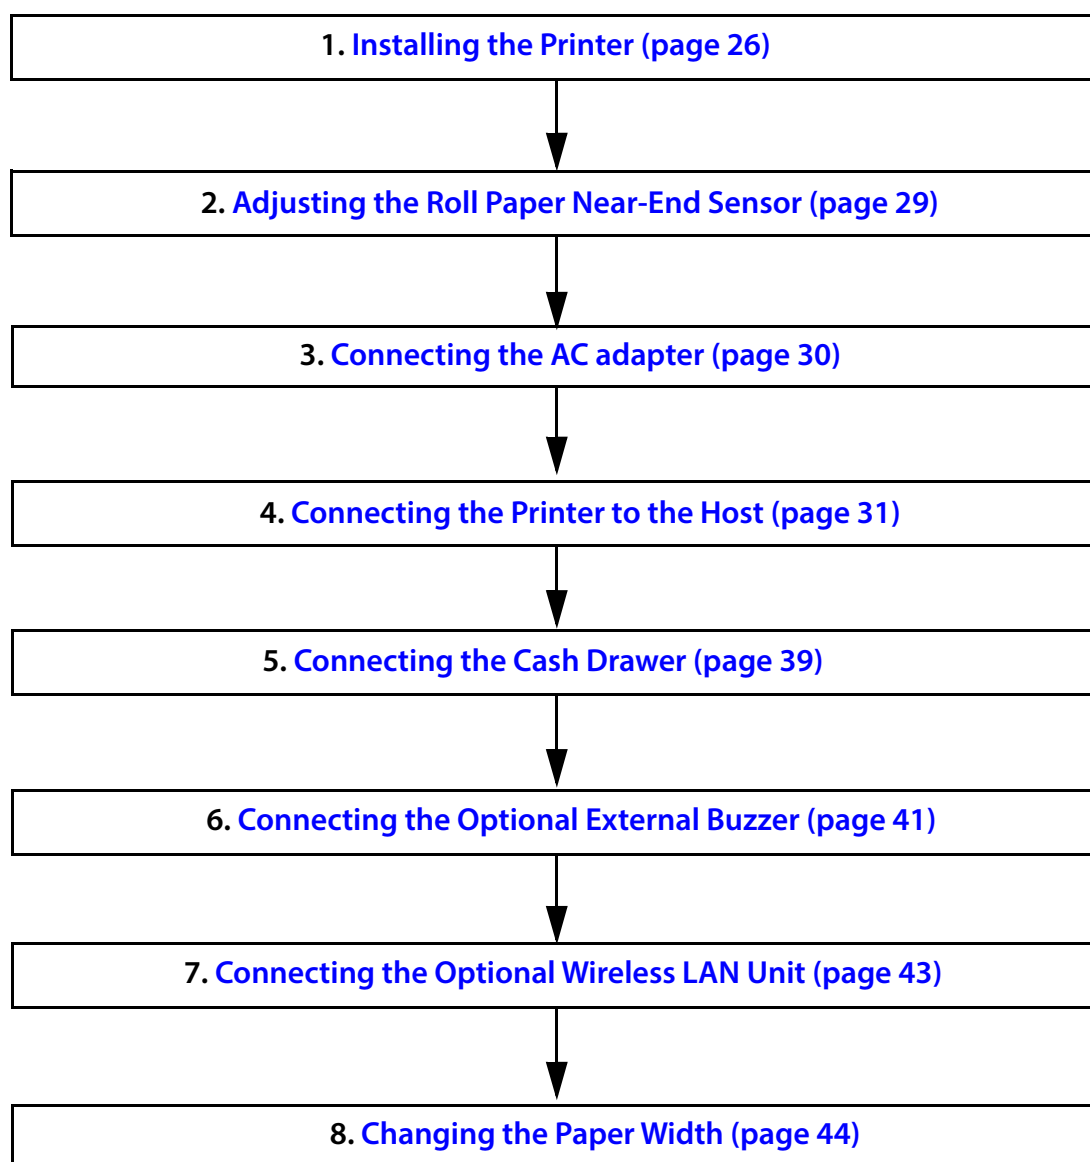 1. Installing the Printer (page 26)
2. Adjusting the Roll Paper Near-End Sensor (page 29)
3. Connecting the AC adapter (page 30)
4. Connecting the Printer to the Host (page 31)
5. Connecting the Cash Drawer (page 39)
6. Connecting the Optional External Buzzer (page 41)
7. Connecting the Optional Wireless LAN Unit (page 43)
8. Changing the Paper Width (page 44)